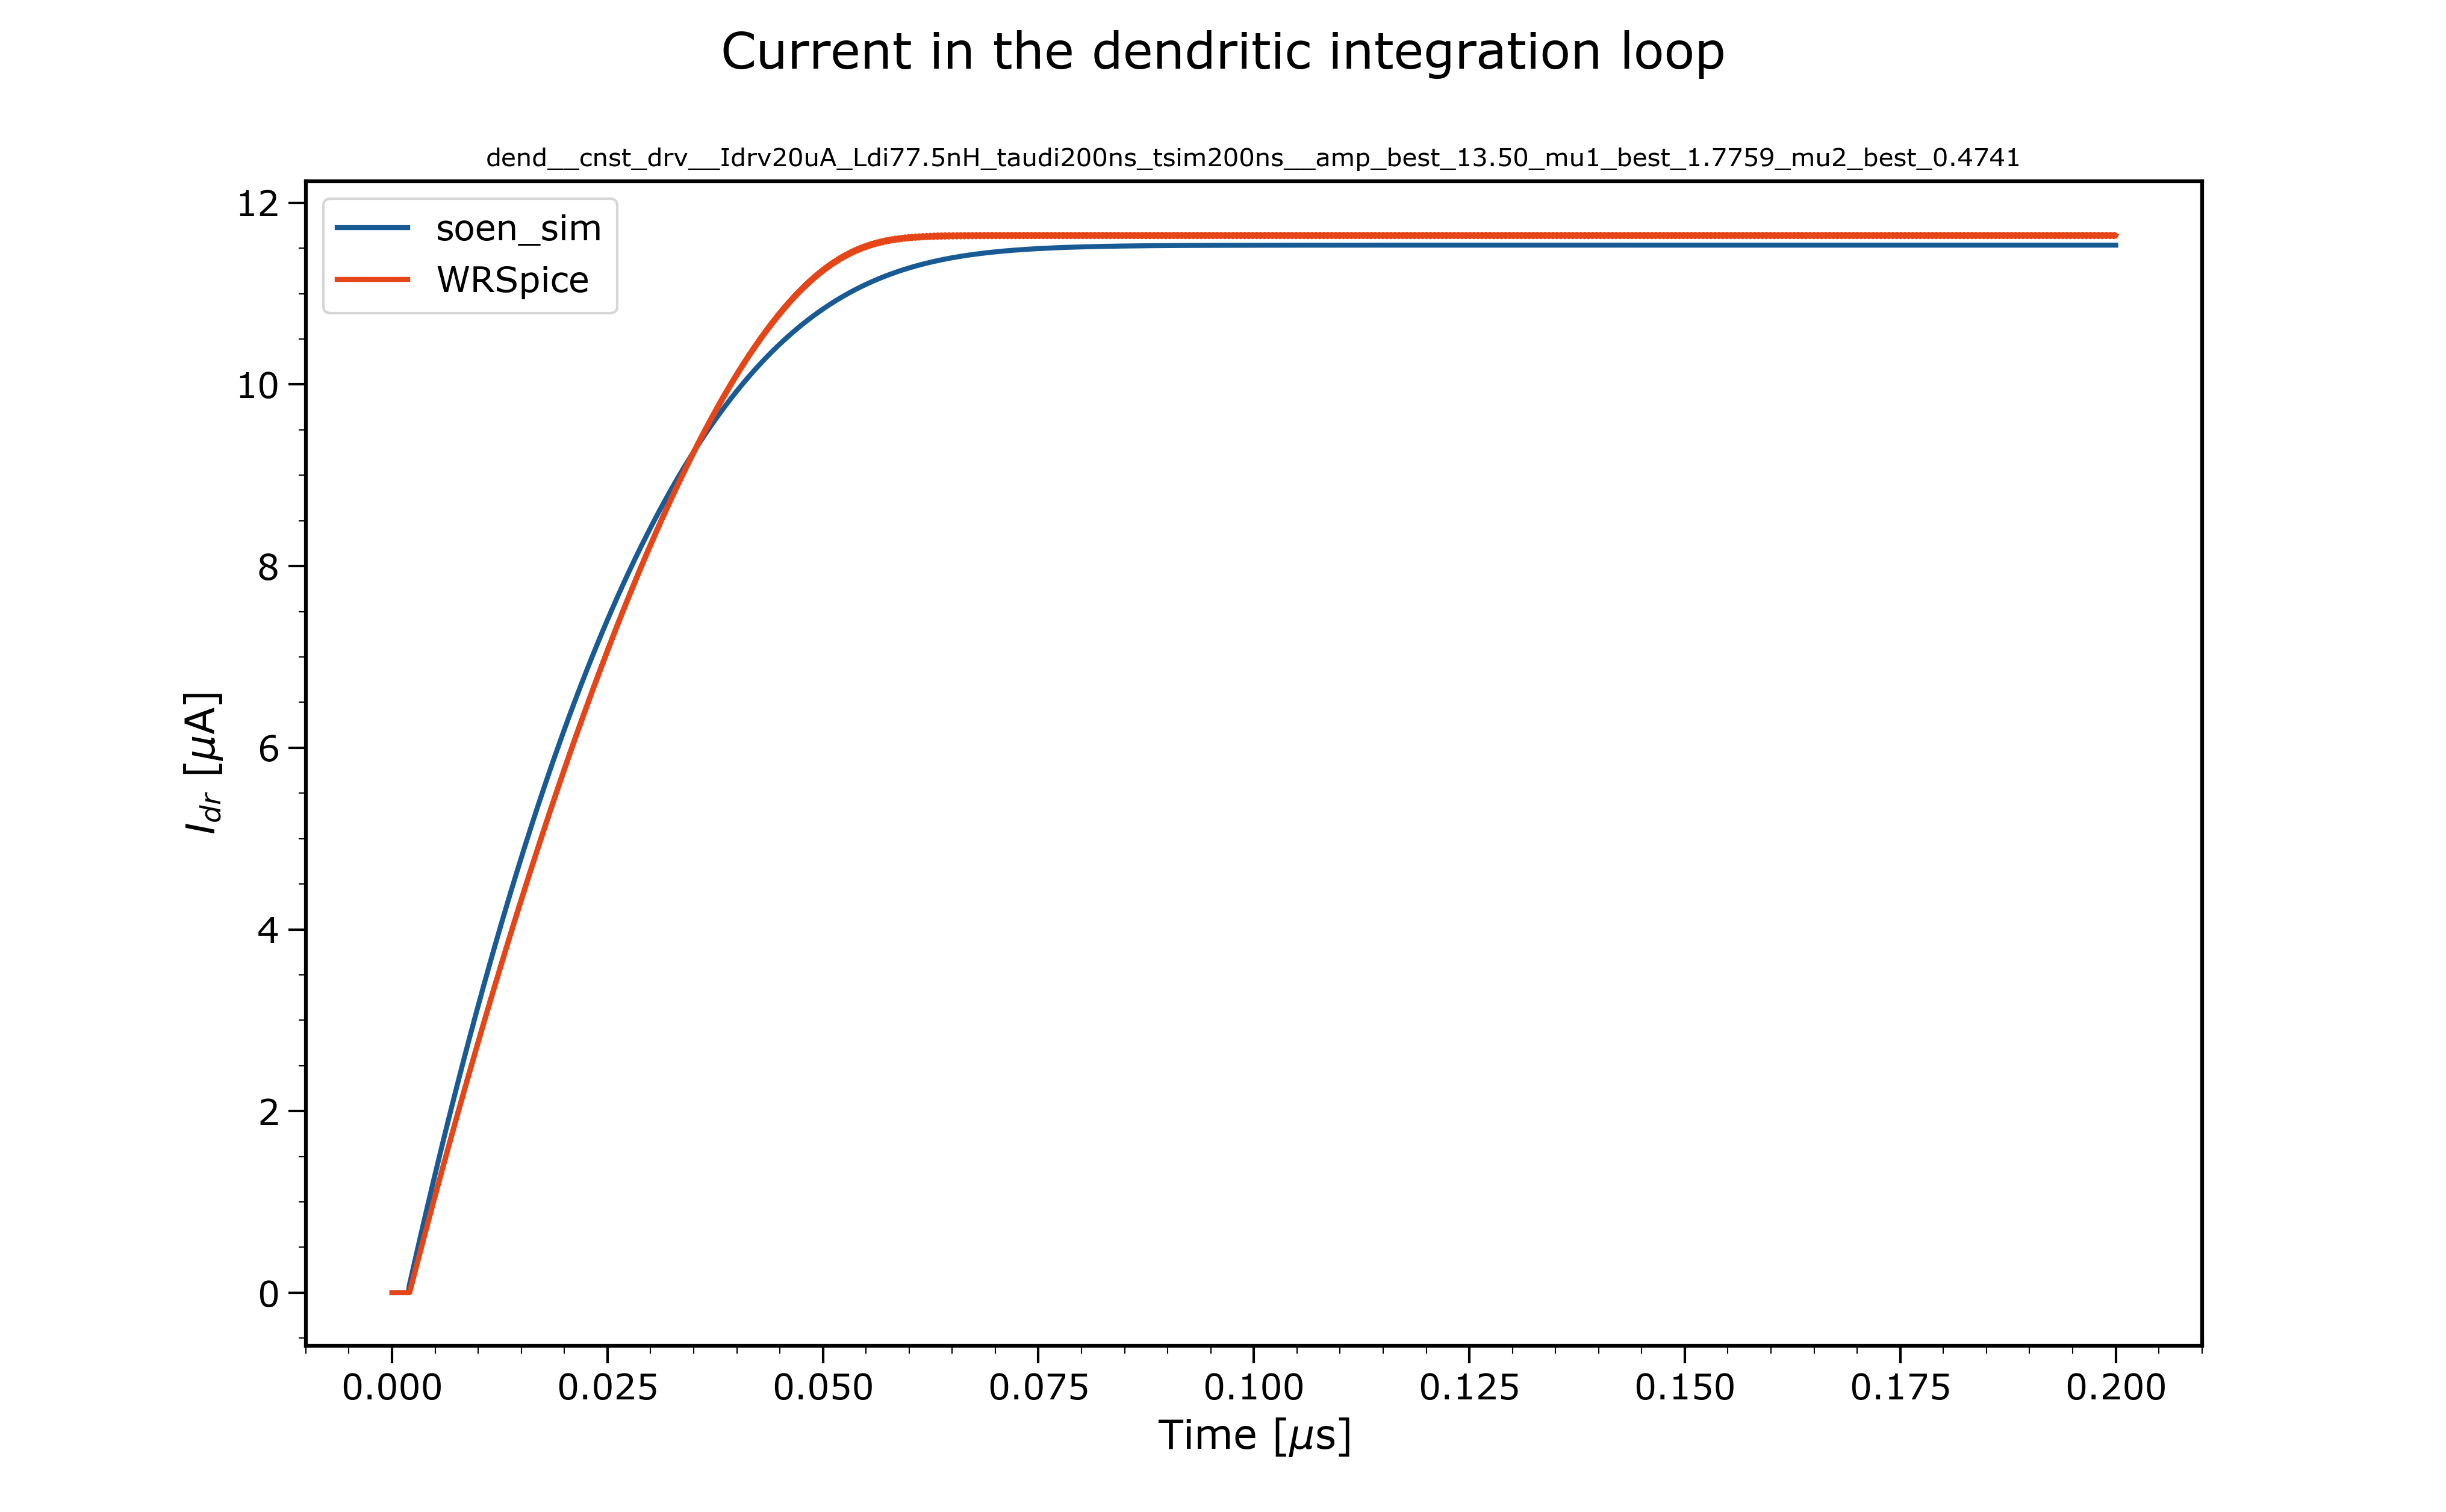 Current in the dendritic integration loop
dend__cnst_drv__Idrv20uA_Ldi77.5nH_taudi200ns_tsim200ns__amp_best_13.50_mu1_best_1.7759_mu2_best_0.4741
soen_sim
WRSpice
12
10
8
6
4
2
0
I_dr [μA]
0.000 0.025 0.050 0.075 0.100 0.125 0.150 0.175 0.200
Time [μs]